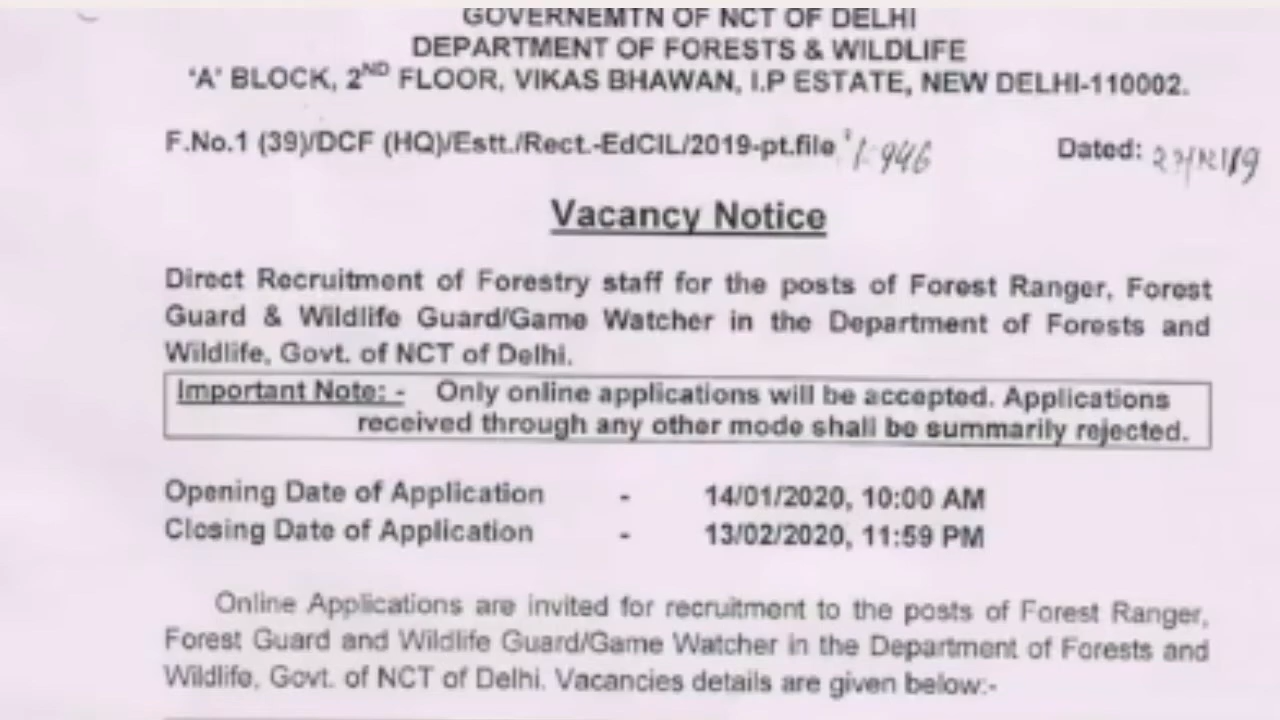 GOVERNEMTN OF NCT OF DELHI
DEPARTMENT OF FORESTS & WILDLIFE
'A' BLOCK, 2ND FLOOR, VIKAS BHAWAN, I.P ESTATE, NEW DELHI-110002.
F.No.1 (39)/DCF (HQ)/Estt./Rect.-EdCIL/2019-pt.file 946 Dated:
Vacancy Notice
Direct Recruitment of Forestry staff for the posts of Forest Ranger, Forest
Guard & Wildlife Guard/Game Watcher in the Department of Forests and
Wildlife, Govt. of NCT of Delhi.
Important Note: - Only online applications will be accepted. Applications
received through any other mode shall be summarily rejected.
Opening Date of Application - 14/01/2020, 10:00 AM
Closing Date of Application - 13/02/2020, 11:59 PM
Online Applications are invited for recruitment to the posts of Forest Ranger,
Forest Guard and Wildlife Guard/Game Watcher in the Department of Forests and
Wildlife, Govt. of NCT of Delhi. Vacancies details are given below:-